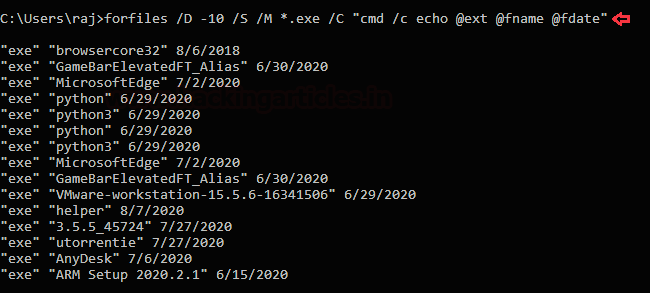 C:\Users\raj>forfiles /D -10 /S /M *.exe /C "cmd /c echo @ext @fname @fdate"
"exe" "browsercore32" 8/6/2018
"exe" "GameBarElevatedFT_Alias" 6/30/2020
"exe" "MicrosoftEdge" 7/2/2020
"exe" "python" 6/29/2020
"exe" "python3" 6/29/2020
"exe" "python" 6/29/2020
"exe" "python3" 6/29/2020
"exe" "MicrosoftEdge" 7/2/2020
"exe" "GameBarElevatedFT_Alias" 6/30/2020
"exe" "VMware-workstation-15.5.6-16341506" 6/29/2020
"exe" "helper" 8/7/2020
"exe" "3.5.5_45724" 7/27/2020
"exe" "utorrentie" 7/27/2020
"exe" "AnyDesk" 7/6/2020
"exe" "ARM Setup 2020.2.1" 6/15/2020